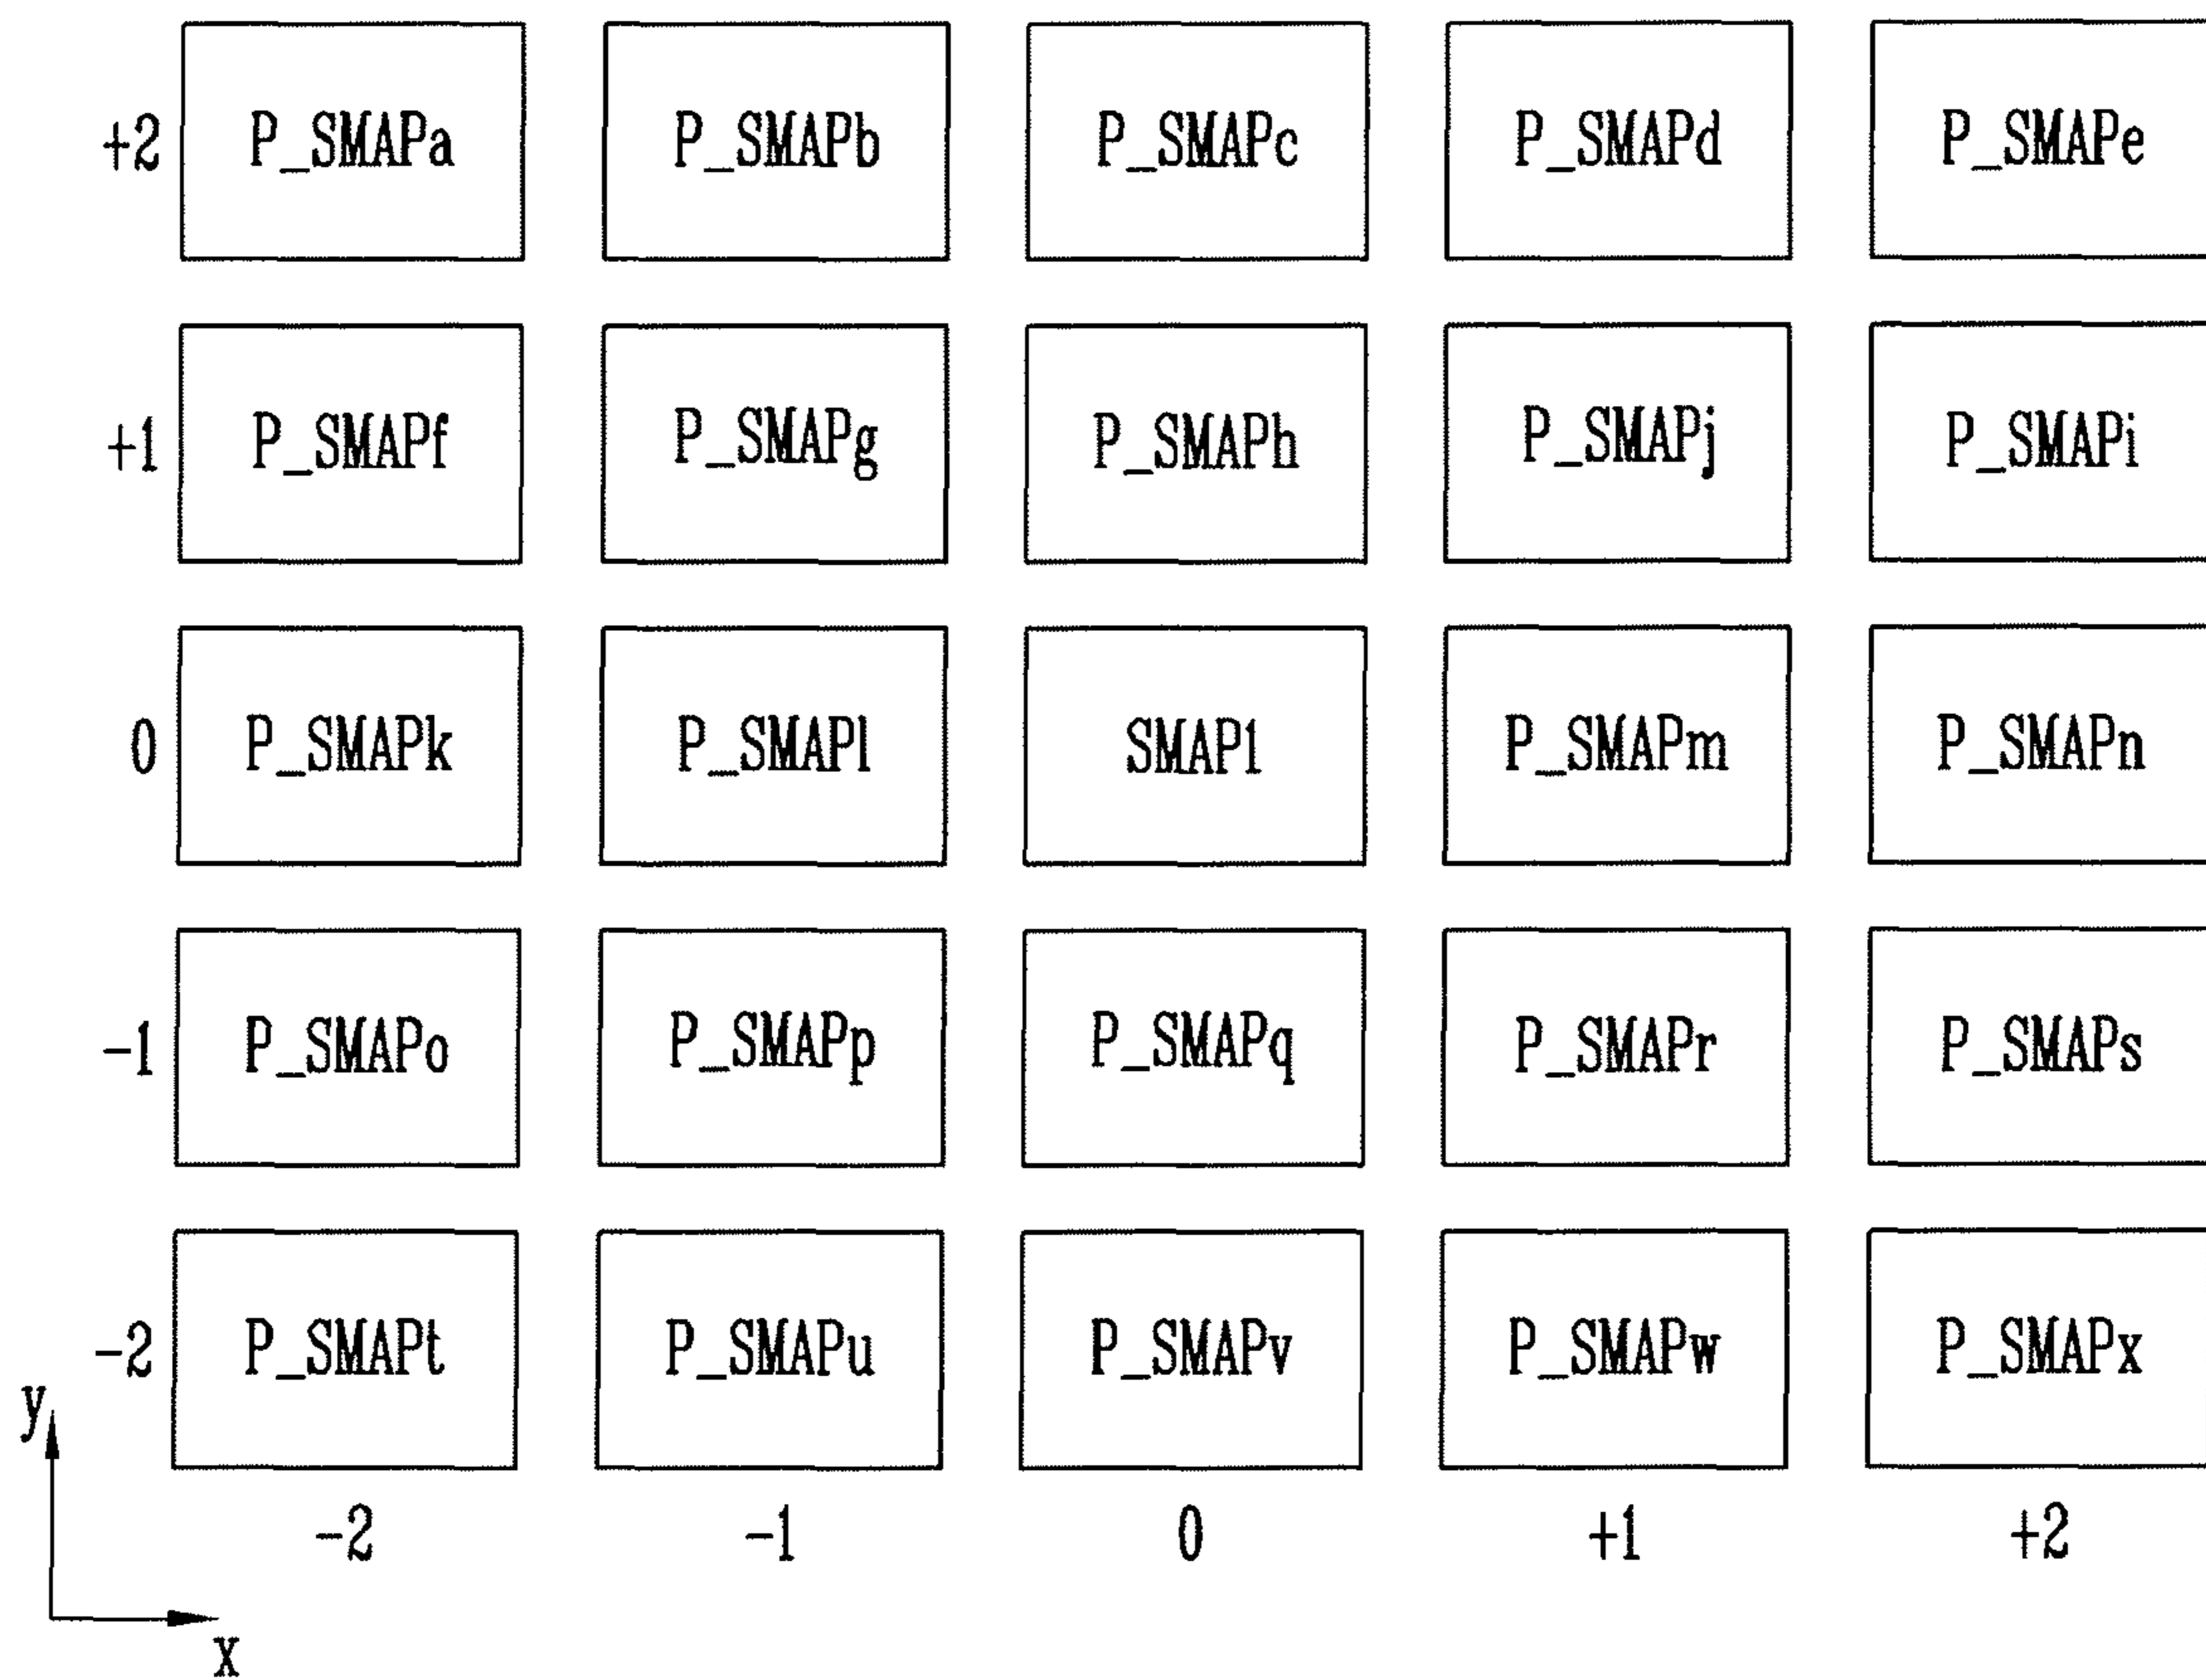 +2 P_SMAPa P_SMAPb P_SMAPc P_SMAPd P_SMAPe
+1 P_SMAPf P_SMAPg P_SMAPh P_SMAPj P_SMAPi
0 P_SMAPk P_SMAPl SMAP1 P_SMAPm P_SMAPn
-1 P_SMAPo P_SMAPp P_SMAPq P_SMAPr P_SMAPs
-2 P_SMAPt P_SMAPu P_SMAPv P_SMAPw P_SMAPx
y
-2 -1 0 +1 +2
x